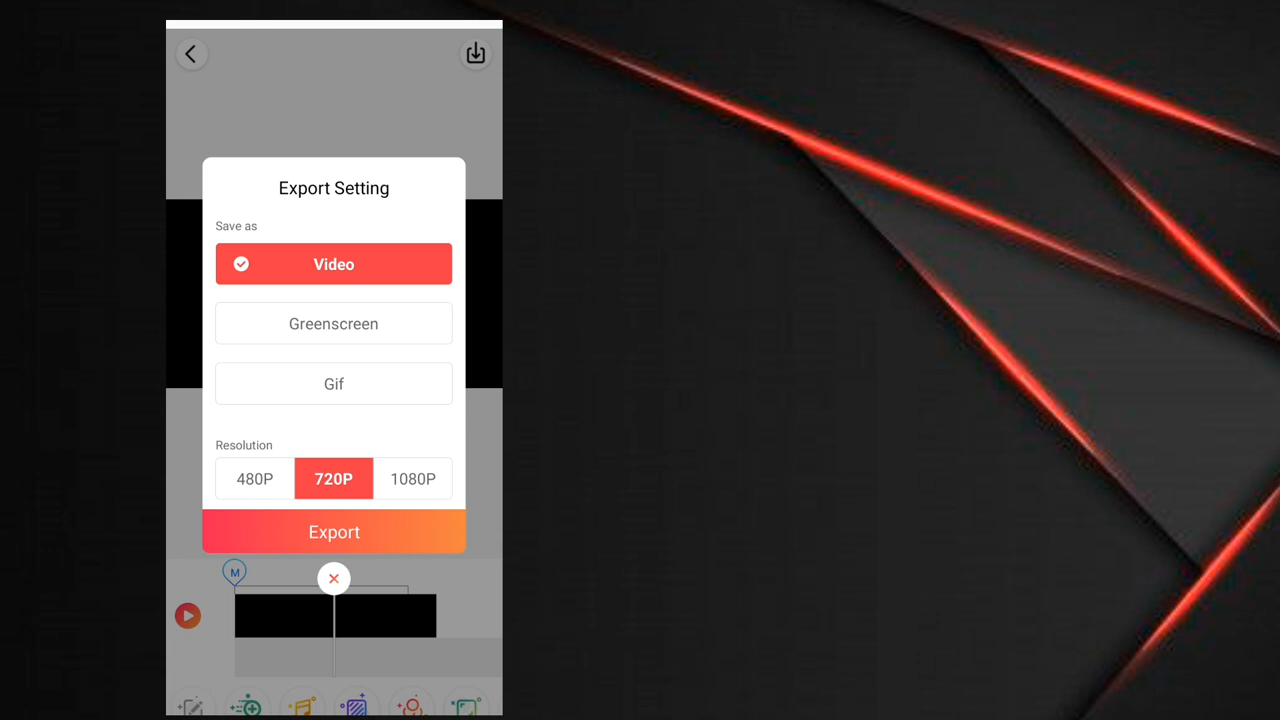 Export Setting
Save as
Video
Greenscreen
Gif
Resolution
480P 720P 1080P
Export
M